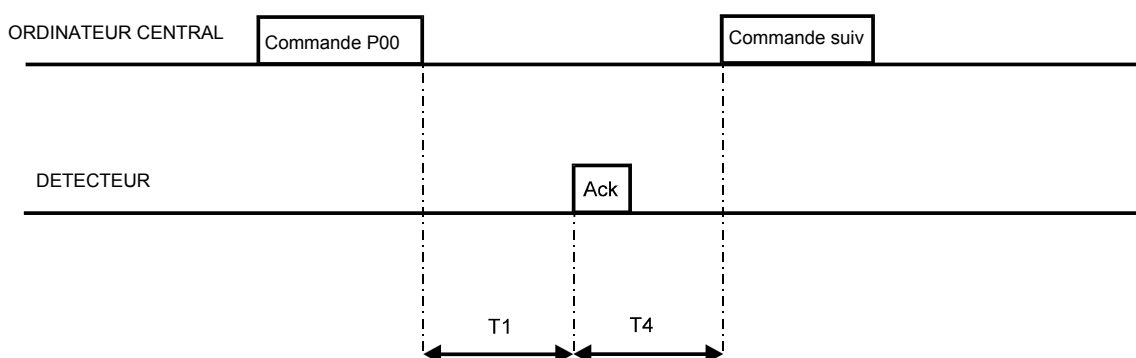 ORDINATEUR CENTRAL
Commande P00
Commande suiv
DETECTEUR
Ack
T1
T4